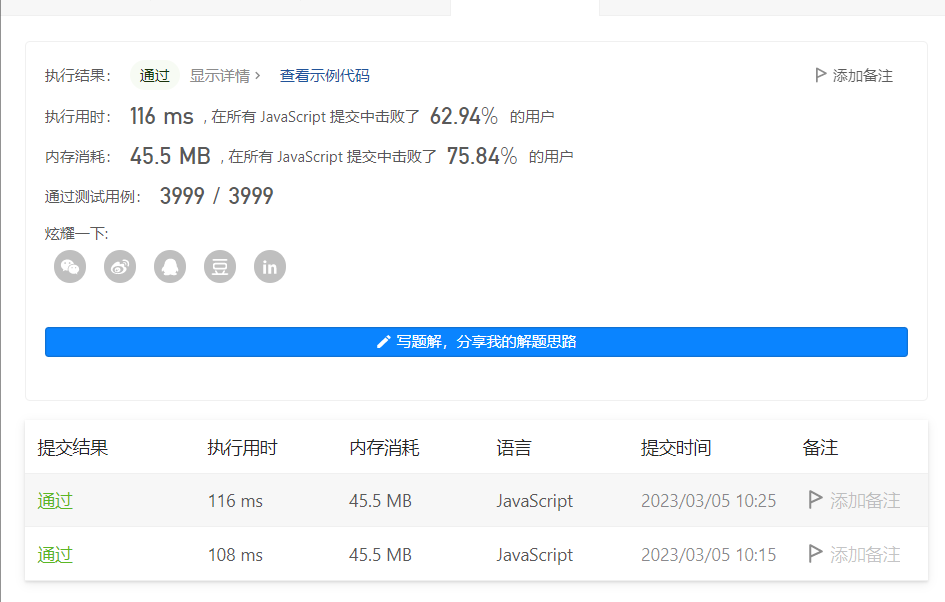 执行结果： 通过 显示详情 › 查看示例代码 添加备注
执行用时： 116 ms , 在所有 JavaScript 提交中击败了 62.94% 的用户
内存消耗： 45.5 MB , 在所有 JavaScript 提交中击败了 75.84% 的用户
通过测试用例： 3999 / 3999
炫耀一下:
豆 in
写题解，分享我的解题思路
提交结果 执行用时 内存消耗 语言 提交时间 备注
通过 116 ms 45.5 MB JavaScript 2023/03/05 10:25 添加备注
通过 108 ms 45.5 MB JavaScript 2023/03/05 10:15 添加备注